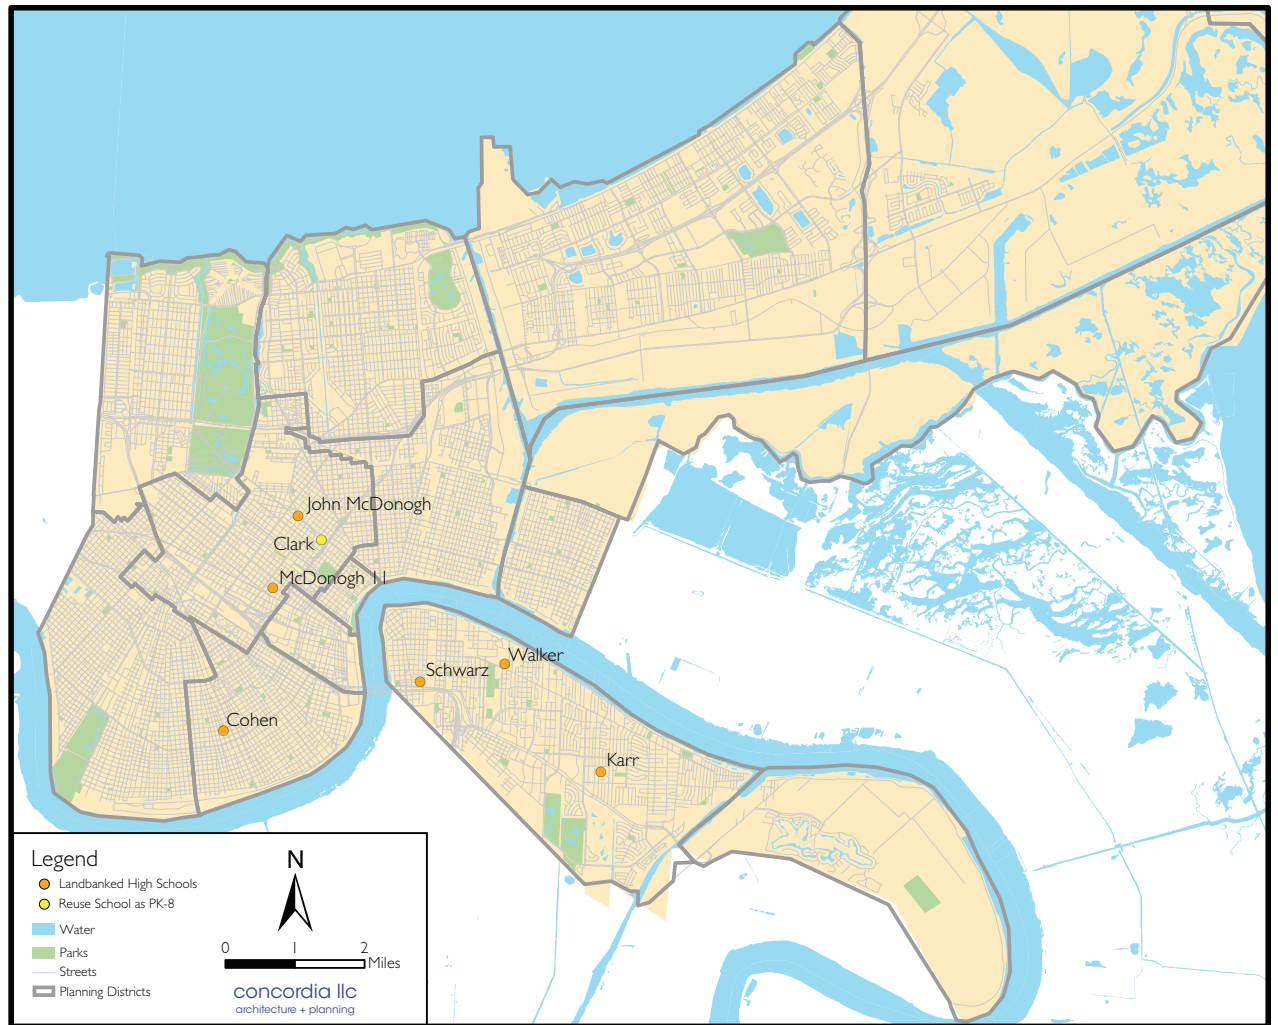 John McDonogh
Clark
McDonogh 11
Walker
Schwarz
Cohen
Karr
Legend
Landbanked High Schools
Reuse School as PK-8
Water
Parks
Streets
Planning Districts
N
0 1 2
Miles
concordia llc
architecture + planning